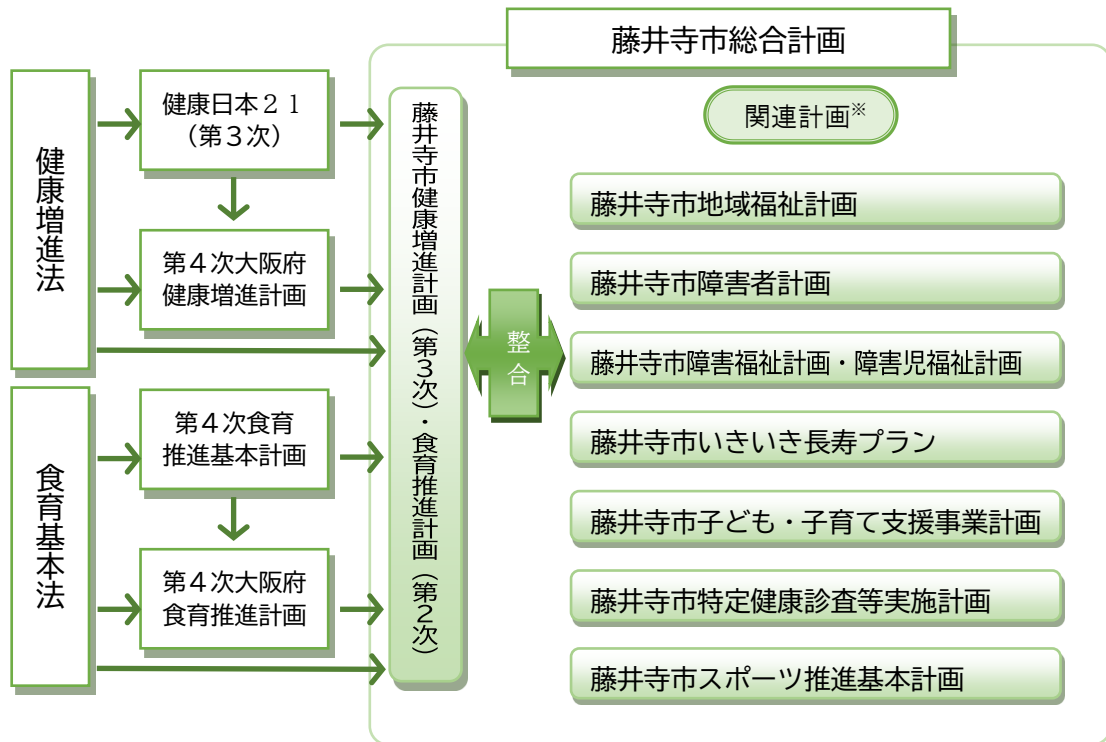 藤井寺市総合計画
健康増進法
健康日本２１
（第３次）
第４次大阪府
健康増進計画
食育基本法
第４次食育
推進基本計画
第４次大阪府
食育推進計画
藤井寺市健康増進計画（第３次）・食育推進計画（第２次）
整
合
関連計画※
藤井寺市地域福祉計画
藤井寺市障害者計画
藤井寺市障害福祉計画・障害児福祉計画
藤井寺市いきいき長寿プラン
藤井寺市子ども・子育て支援事業計画
藤井寺市特定健康診査等実施計画
藤井寺市スポーツ推進基本計画